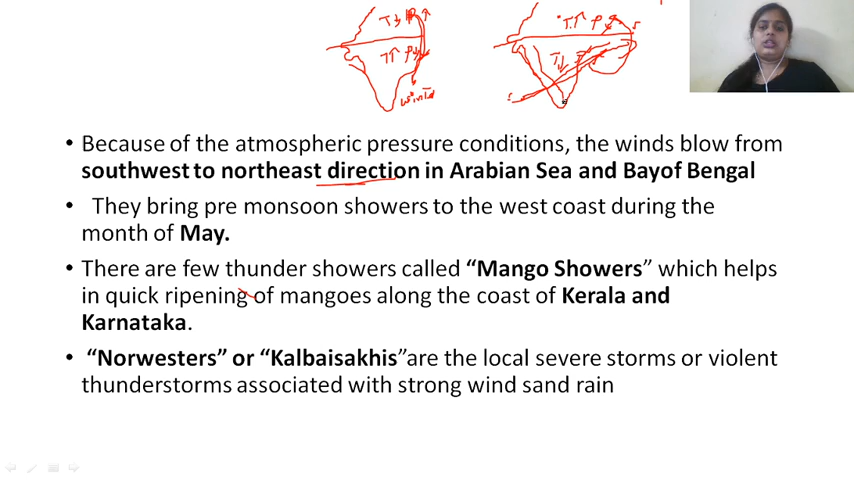 T↓ P↑
T↑ P↓
T↑ P↓
T↓
• Because of the atmospheric pressure conditions, the winds blow from
southwest to northeast direction in Arabian Sea and Bayof Bengal
• They bring pre monsoon showers to the west coast during the
month of May.
• There are few thunder showers called “Mango Showers” which helps
in quick ripening of mangoes along the coast of Kerala and
Karnataka.
• “Norwesters” or “Kalbaisakhis”are the local severe storms or violent
thunderstorms associated with strong wind sand rain